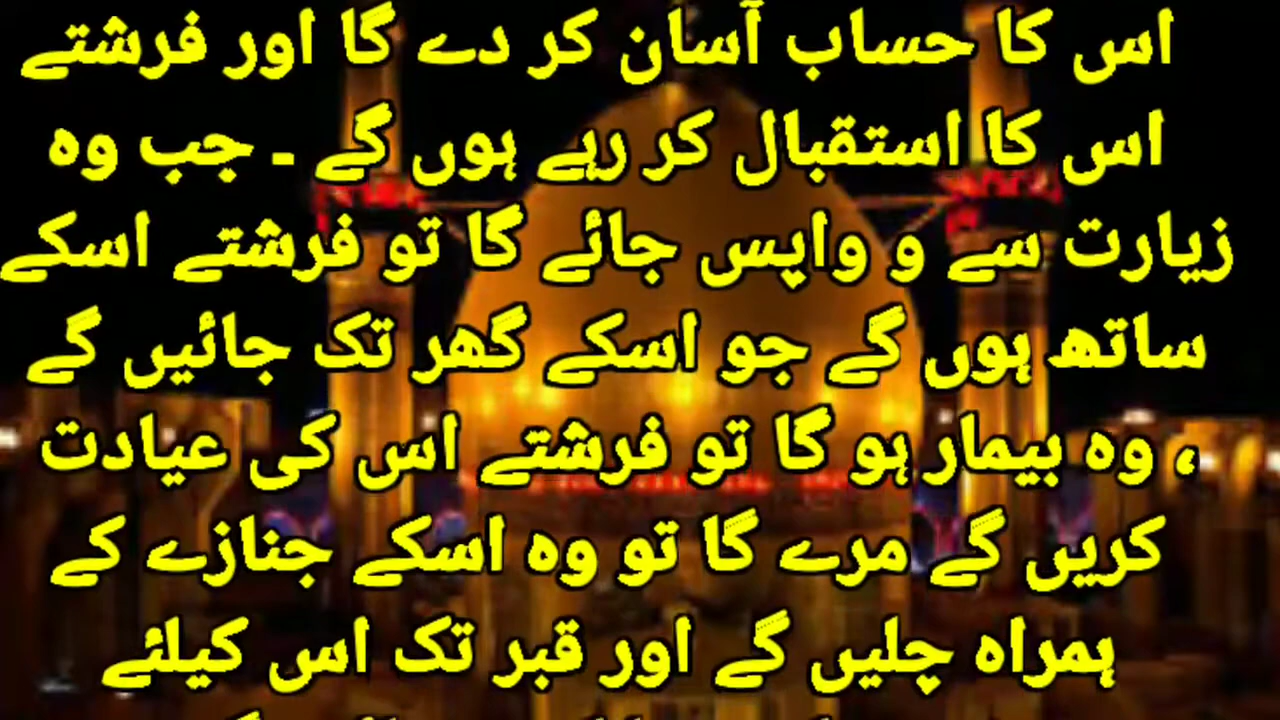 اس کا حساب آسان کر دے گا اور فرشتے
اس کا استقبال کر رہے ہوں گے ۔ جب وہ
زیارت سے و واپس جائے گا تو فرشتے اسکے
ساتھ ہوں گے جو اسکے گھر تک جائیں گے
، وہ بیمار ہو گا تو فرشتے اس کی عیادت
کریں گے مرے گا تو وہ اسکے جنازے کے
ہمراہ چلیں گے اور قبر تک اس کیلئے